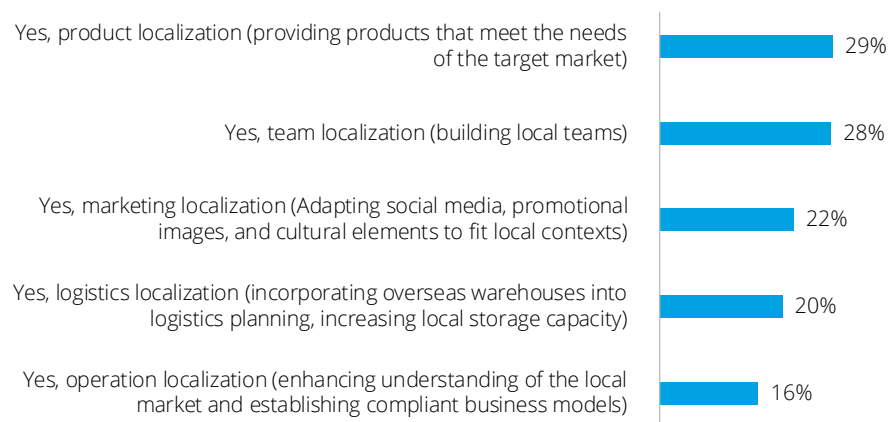 Yes, product localization (providing products that meet the needs
of the target market)
29%
Yes, team localization (building local teams)
28%
Yes, marketing localization (Adapting social media, promotional
images, and cultural elements to fit local contexts)
22%
Yes, logistics localization (incorporating overseas warehouses into
logistics planning, increasing local storage capacity)
20%
Yes, operation localization (enhancing understanding of the local
market and establishing compliant business models)
16%